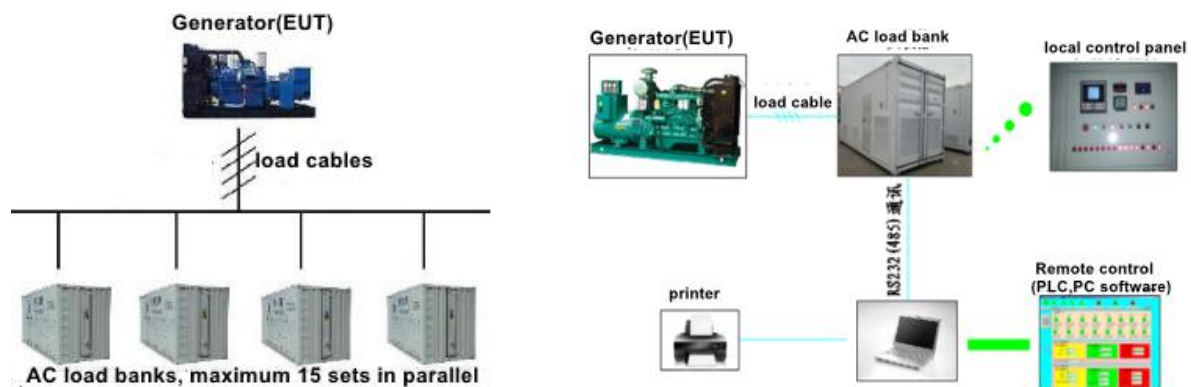 Generator(EUT)
load cables
AC load banks, maximum 15 sets in parallel
Generator(EUT)
AC load bank
local control panel
load cable
RS232 (485) 通讯
printer
Remote control
(PLC,PC software)